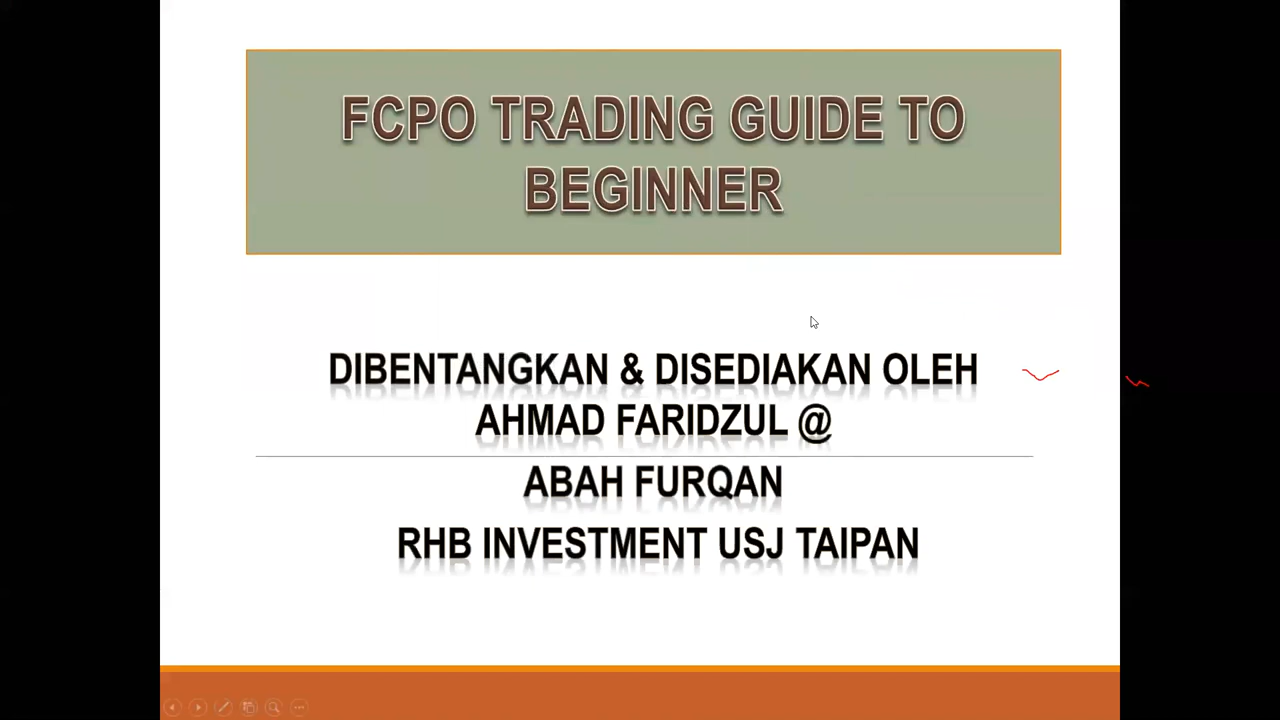 FCPO TRADING GUIDE TO
BEGINNER
DIBENTANGKAN & DISEDIAKAN OLEH
AHMAD FARIDZUL @
ABAH FURQAN
RHB INVESTMENT USJ TAIPAN